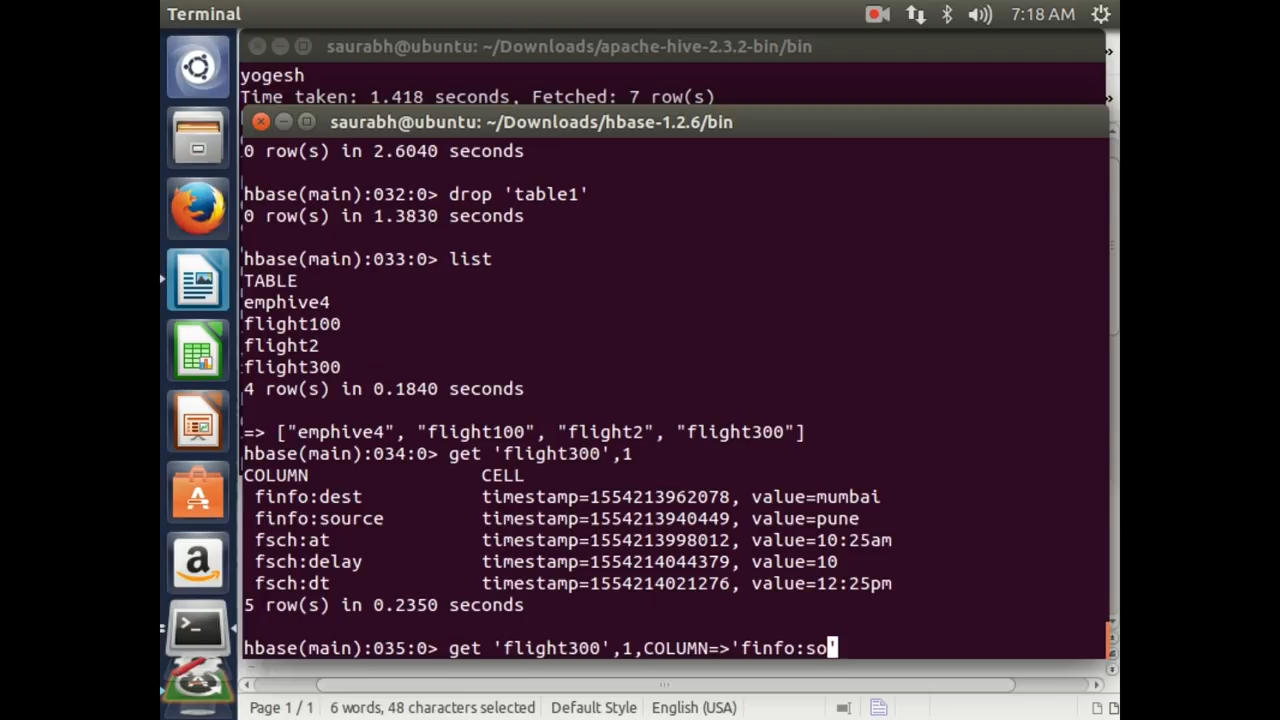 Terminal
7:18 AM
saurabh@ubuntu: ~/Downloads/apache-hive-2.3.2-bin/bin
yogesh
Time taken: 1.418 seconds, Fetched: 7 row(s)
saurabh@ubuntu: ~/Downloads/hbase-1.2.6/bin
0 row(s) in 2.6040 seconds
hbase(main):032:0> drop 'table1'
0 row(s) in 1.3830 seconds
hbase(main):033:0> list
TABLE
emphive4
flight100
flight2
flight300
4 row(s) in 0.1840 seconds
=> ["emphive4", "flight100", "flight2", "flight300"]
hbase(main):034:0> get 'flight300',1
COLUMN CELL
finfo:dest timestamp=1554213962078, value=mumbai
finfo:source timestamp=1554213940449, value=pune
fsch:at timestamp=1554213998012, value=10:25am
fsch:delay timestamp=1554214044379, value=10
fsch:dt timestamp=1554214021276, value=12:25pm
5 row(s) in 0.2350 seconds
hbase(main):035:0> get 'flight300',1,COLUMN=>'finfo:so'
Page 1 / 1 6 words, 48 characters selected Default Style English (USA)